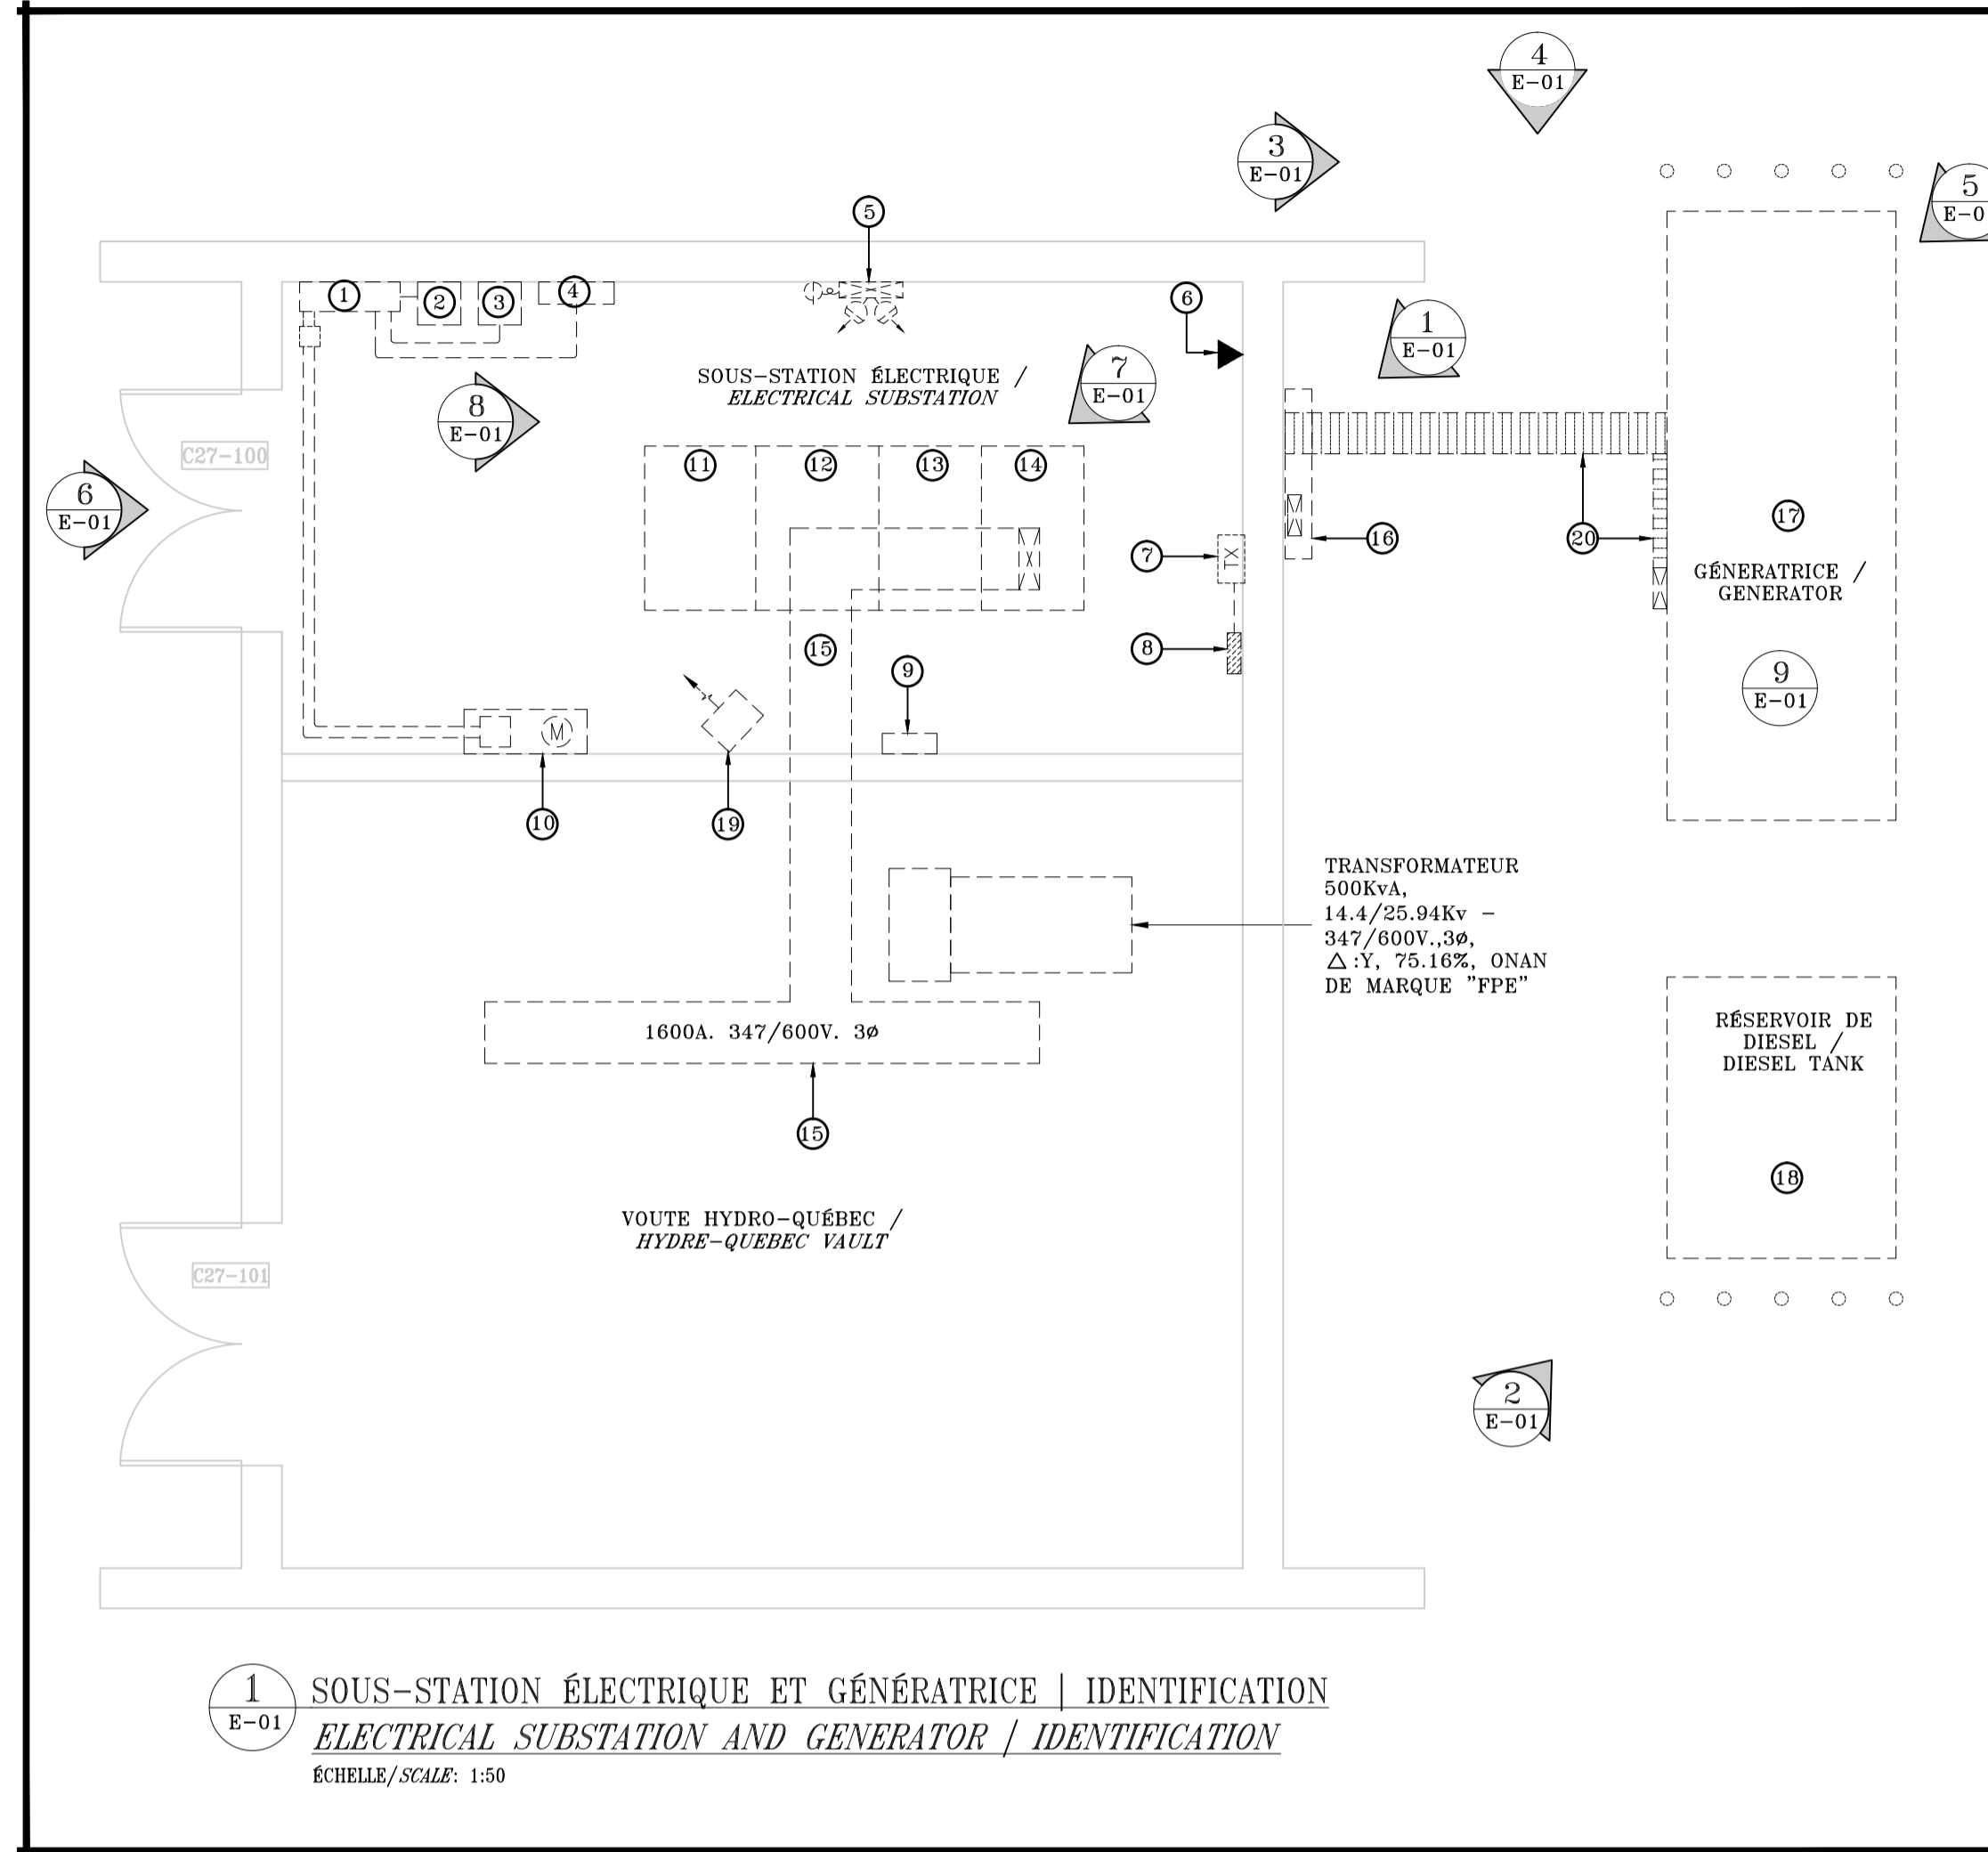 4
E-01
3
E-01
5
E-0
5
1
2
3
4
6
1
E-01
SOUS-STATION ÉLECTRIQUE /
ELECTRICAL SUBSTATION
7
E-01
8
E-01
C27-100
6
E-01
11
12
13
14
7
TX
16
20
17
GÉNERATRICE /
GENERATOR
15
9
8
9
E-01
M
10
19
TRANSFORMATEUR
500KvA,
14.4/25.94Kv -
347/600V.,3ø,
△:Y, 75.16%, ONAN
DE MARQUE "FPE"
1600A. 347/600V. 3ø
15
RÉSERVOIR DE
DIESEL /
DIESEL TANK
18
VOUTE HYDRO-QUÉBEC /
HYDRE-QUEBEC VAULT
C27-101
2
E-01
1
E-01
SOUS-STATION ÉLECTRIQUE ET GÉNÉRATRICE | IDENTIFICATION
ELECTRICAL SUBSTATION AND GENERATOR / IDENTIFICATION
ÉCHELLE/SCALE: 1:50